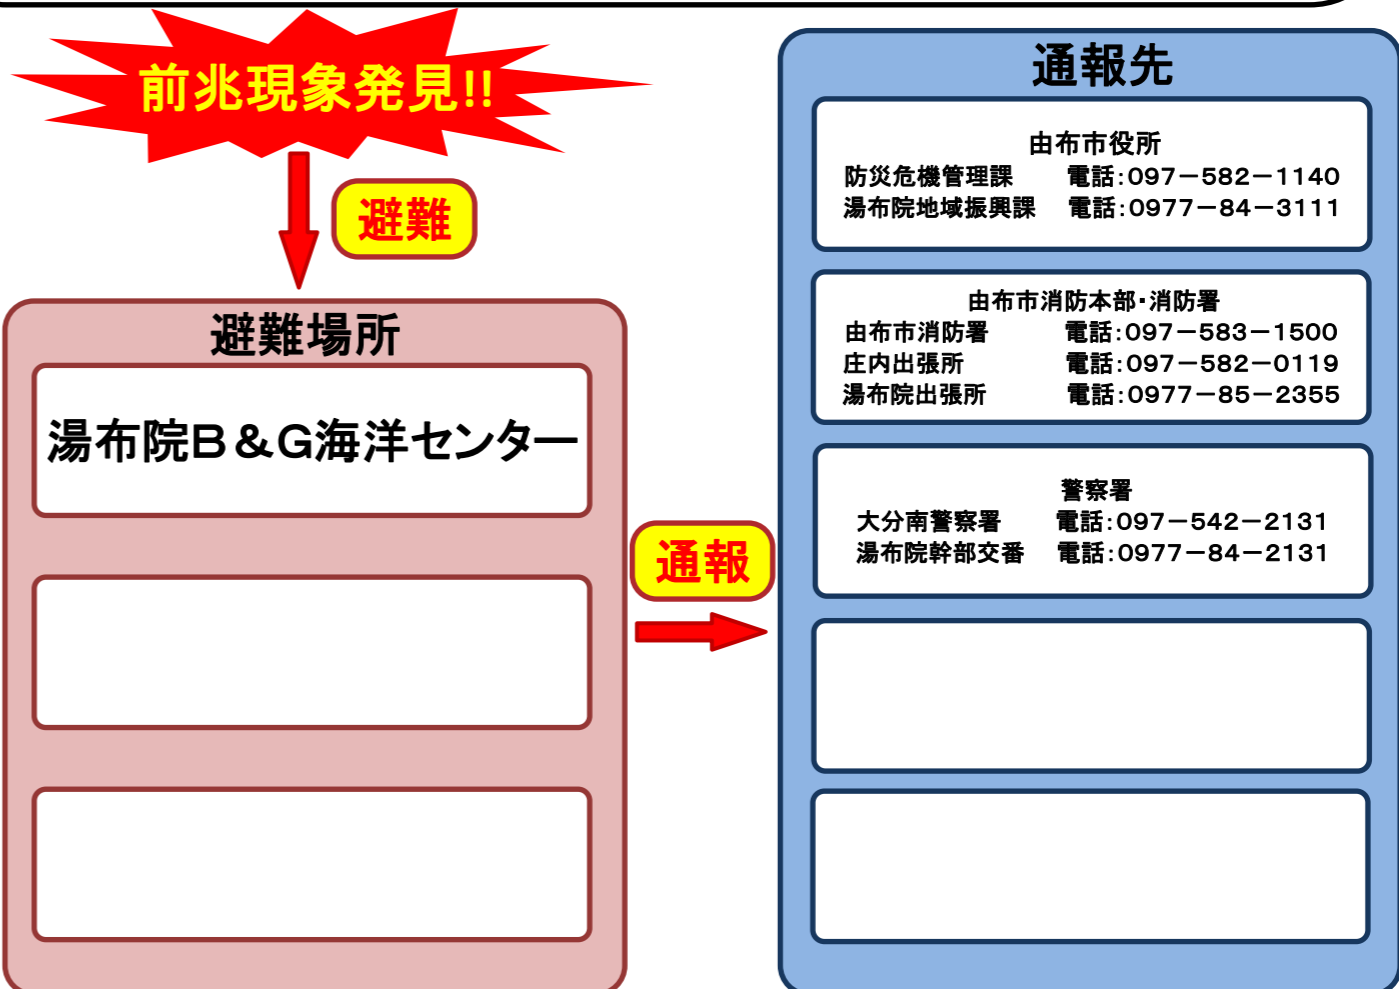 前兆現象発見!!
避難
避難場所
湯布院B&G海洋センター
通報
通報先
由布市役所
防災危機管理課 電話:097-582-1140
湯布院地域振興課 電話:0977-84-3111
由布市消防本部・消防署
由布市消防署 電話:097-583-1500
庄内出張所 電話:097-582-0119
湯布院出張所 電話:0977-85-2355
警察署
大分南警察署 電話:097-542-2131
湯布院幹部交番 電話:0977-84-2131